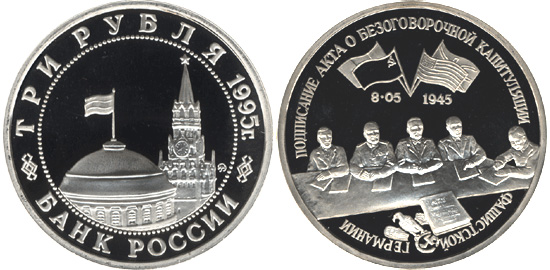 ТРИ РУБЛЯ 1995г.
БАНК РОССИИ
ПОДПИСАНИЕ АКТА О БЕЗОГОВОРОЧНОЙ КАПИТУЛЯЦИИ
8·05 1945
ФАШИСТСКОЙ
ГЕРМАНИИ